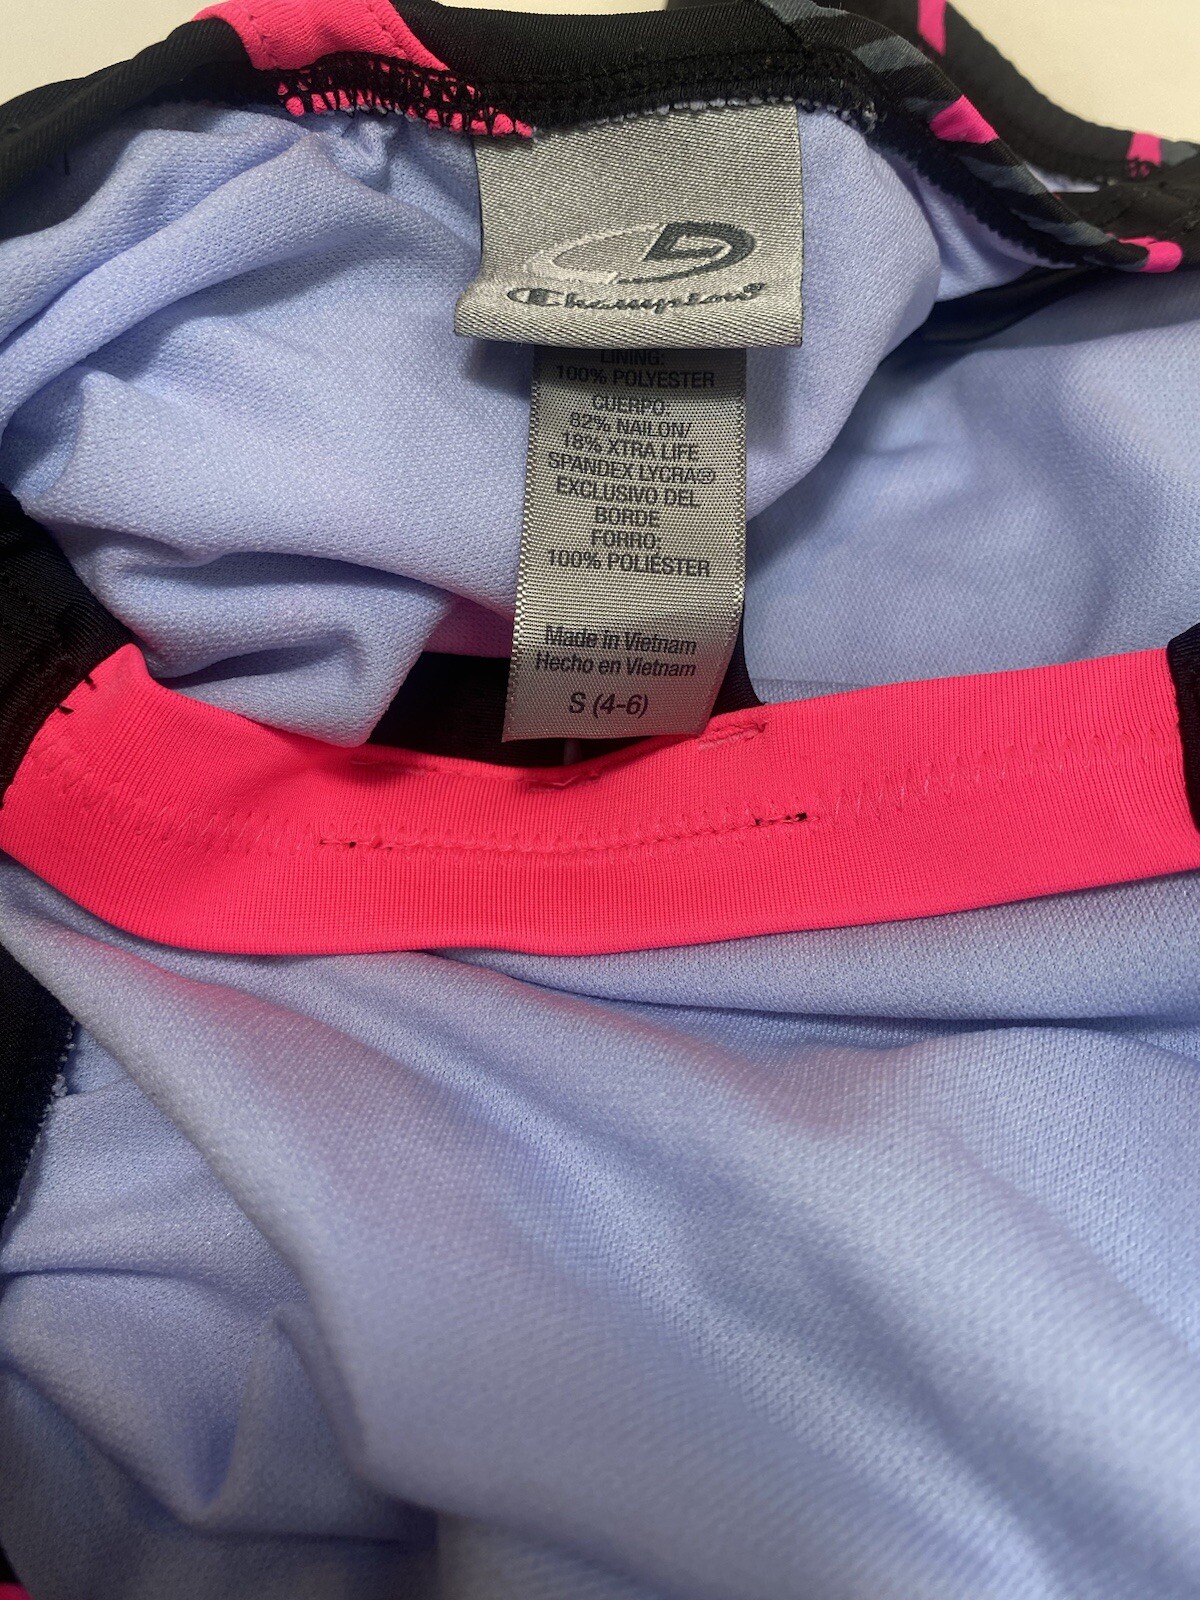 Champion®
LINING:
100% POLYESTER
CUERPO:
82% NAILON/
18% XTRA LIFE
SPANDEX LYCRA®
EXCLUSIVO DEL
BORDE
FORRO:
100% POLIÉSTER
Made in Vietnam
Hecho en Vietnam
S (4-6)